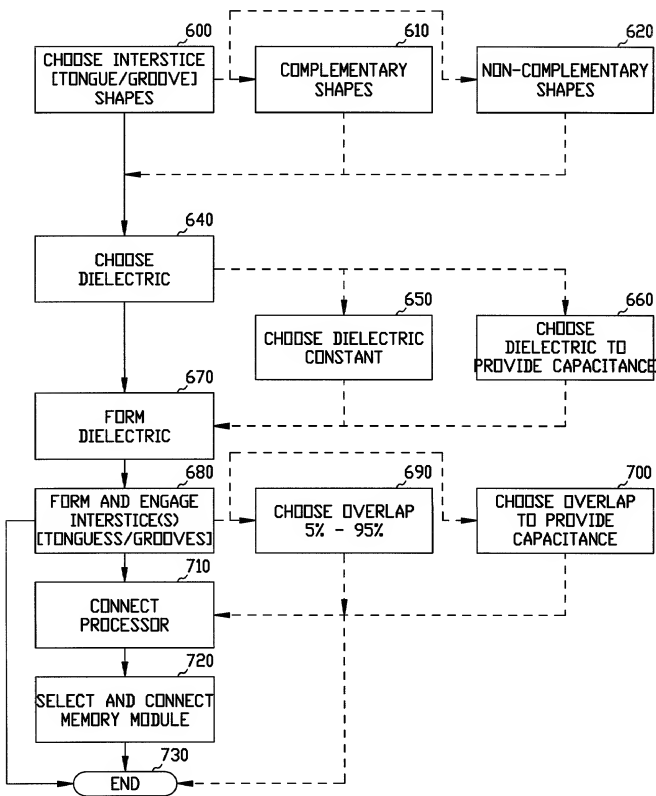 600
CHOOSE INTERSTICE
[TONGUE/GROOVE]
SHAPES
610
COMPLEMENTARY
SHAPES
620
NON-COMPLEMENTARY
SHAPES
640
CHOOSE
DIELECTRIC
650
CHOOSE DIELECTRIC
CONSTANT
660
CHOOSE
DIELECTRIC TO
PROVIDE CAPACITANCE
670
FORM
DIELECTRIC
680
FORM AND ENGAGE
INTERSTICE(S)
[TONGUESS/GROOVES]
690
CHOOSE OVERLAP
5% - 95%
700
CHOOSE OVERLAP
TO PROVIDE
CAPACITANCE
710
CONNECT
PROCESSOR
720
SELECT AND CONNECT
MEMORY MODULE
730
END